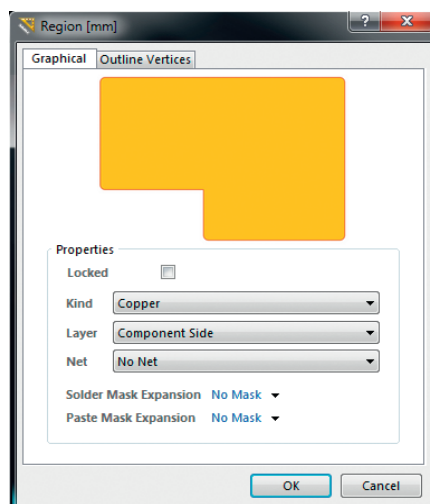 Region [mm]
?
X
Graphical
Outline Vertices
Properties
Locked
Kind Copper
Layer Component Side
Net No Net
Solder Mask Expansion No Mask
Paste Mask Expansion No Mask
OK
Cancel